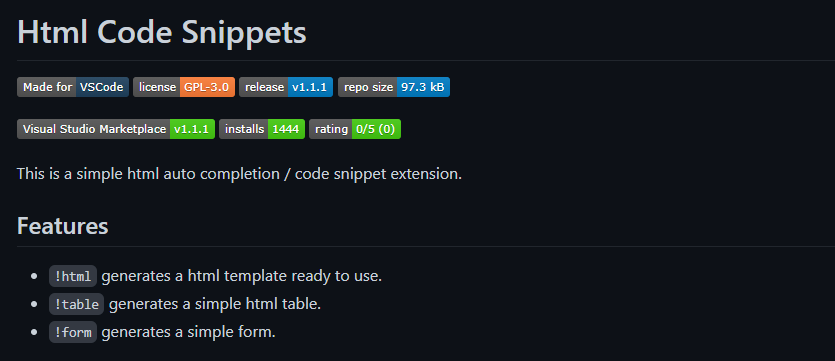 Html Code Snippets
Made for VSCode license GPL-3.0 release v1.1.1 repo size 97.3 kB
Visual Studio Marketplace v1.1.1 installs 1444 rating 0/5 (0)
This is a simple html auto completion / code snippet extension.
Features
• !html generates a html template ready to use.
• !table generates a simple html table.
• !form generates a simple form.